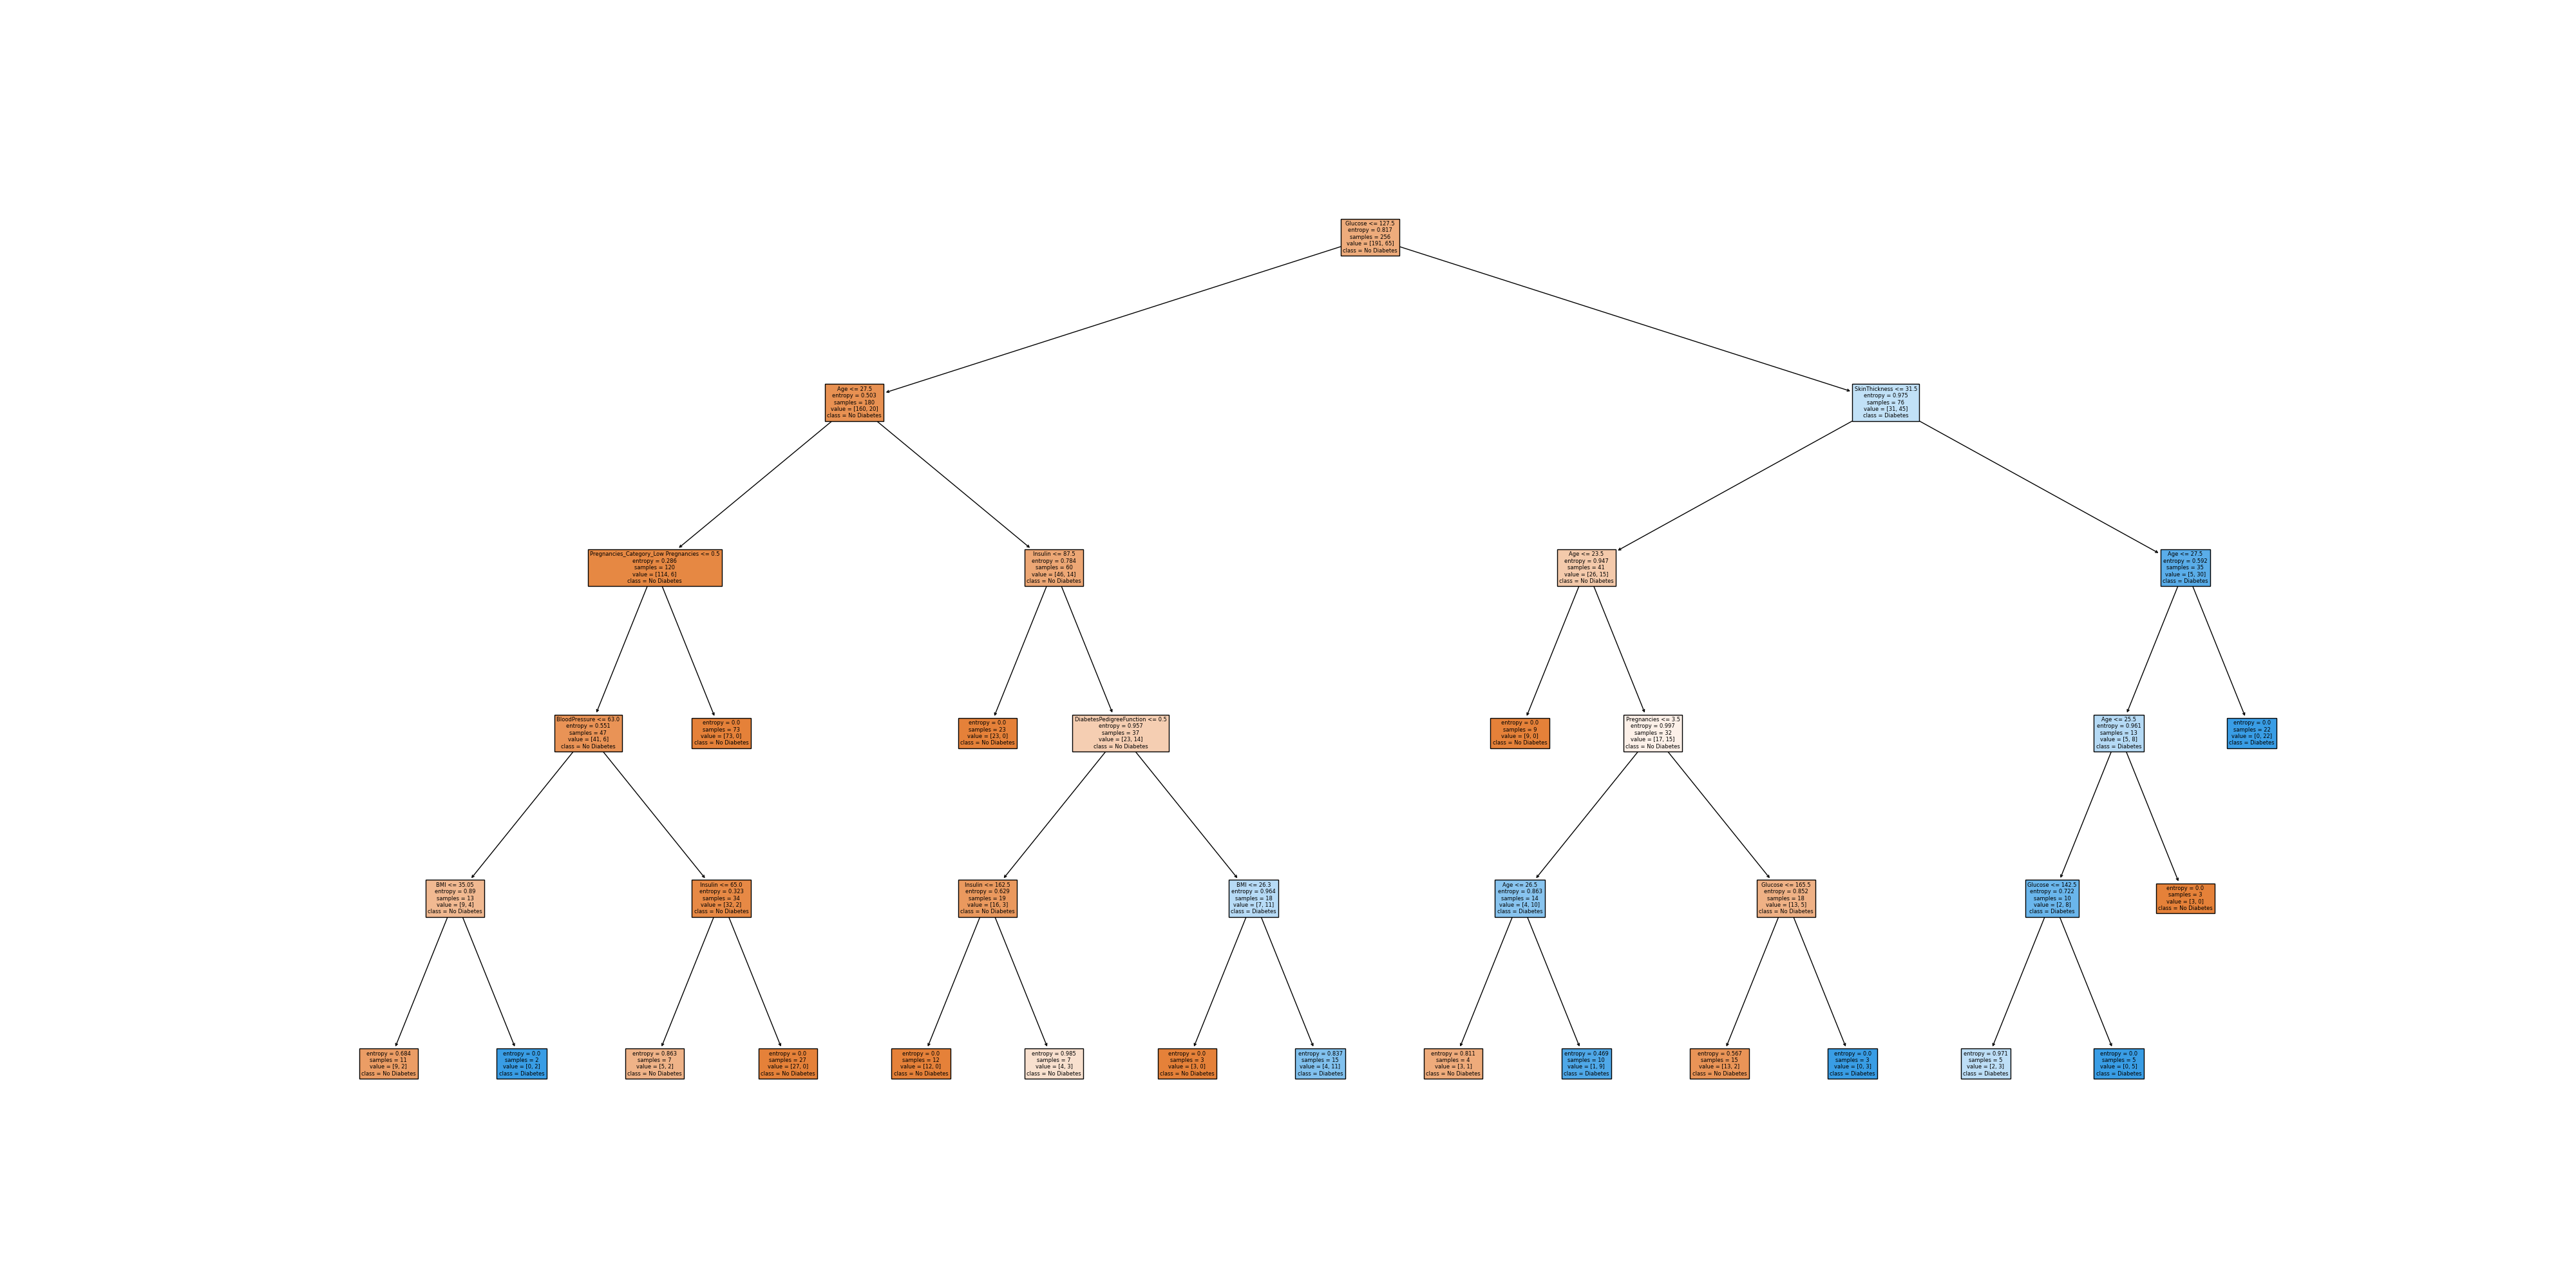 Glucose <= 127.5
entropy = 0.817
samples = 256
value = [191, 65]
class = No Diabetes
Age <= 27.5
entropy = 0.503
samples = 180
value = [160, 20]
class = No Diabetes
SkinThickness <= 31.5
entropy = 0.975
samples = 76
value = [31, 45]
class = Diabetes
Pregnancies_Category_Low Pregnancies <= 0.5
entropy = 0.286
samples = 120
value = [114, 6]
class = No Diabetes
Insulin <= 87.5
entropy = 0.784
samples = 60
value = [46, 14]
class = No Diabetes
Age <= 23.5
entropy = 0.947
samples = 41
value = [26, 15]
class = No Diabetes
Age <= 27.5
entropy = 0.592
samples = 35
value = [5, 30]
class = Diabetes
BloodPressure <= 63.0
entropy = 0.551
samples = 47
value = [41, 6]
class = No Diabetes
entropy = 0.0
samples = 73
value = [73, 0]
class = No Diabetes
entropy = 0.0
samples = 23
value = [23, 0]
class = No Diabetes
DiabetesPedigreeFunction <= 0.5
entropy = 0.957
samples = 37
value = [23, 14]
class = No Diabetes
entropy = 0.0
samples = 9
value = [9, 0]
class = No Diabetes
Pregnancies <= 3.5
entropy = 0.997
samples = 32
value = [17, 15]
class = No Diabetes
Age <= 25.5
entropy = 0.961
samples = 13
value = [5, 8]
class = Diabetes
entropy = 0.0
samples = 22
value = [0, 22]
class = Diabetes
BMI <= 35.05
entropy = 0.89
samples = 13
value = [9, 4]
class = No Diabetes
Insulin <= 65.0
entropy = 0.323
samples = 34
value = [32, 2]
class = No Diabetes
Insulin <= 162.5
entropy = 0.629
samples = 19
value = [16, 3]
class = No Diabetes
BMI <= 26.3
entropy = 0.964
samples = 18
value = [7, 11]
class = Diabetes
Age <= 26.5
entropy = 0.863
samples = 14
value = [4, 10]
class = Diabetes
Glucose <= 165.5
entropy = 0.852
samples = 18
value = [13, 5]
class = No Diabetes
Glucose <= 142.5
entropy = 0.722
samples = 10
value = [2, 8]
class = Diabetes
entropy = 0.0
samples = 3
value = [3, 0]
class = No Diabetes
entropy = 0.684
samples = 11
value = [9, 2]
class = No Diabetes
entropy = 0.0
samples = 2
value = [0, 2]
class = Diabetes
entropy = 0.863
samples = 7
value = [5, 2]
class = No Diabetes
entropy = 0.0
samples = 27
value = [27, 0]
class = No Diabetes
entropy = 0.0
samples = 12
value = [12, 0]
class = No Diabetes
entropy = 0.985
samples = 7
value = [4, 3]
class = No Diabetes
entropy = 0.0
samples = 3
value = [3, 0]
class = No Diabetes
entropy = 0.837
samples = 15
value = [4, 11]
class = Diabetes
entropy = 0.811
samples = 4
value = [3, 1]
class = No Diabetes
entropy = 0.469
samples = 10
value = [1, 9]
class = Diabetes
entropy = 0.567
samples = 15
value = [13, 2]
class = No Diabetes
entropy = 0.0
samples = 3
value = [0, 3]
class = Diabetes
entropy = 0.971
samples = 5
value = [2, 3]
class = Diabetes
entropy = 0.0
samples = 5
value = [0, 5]
class = Diabetes